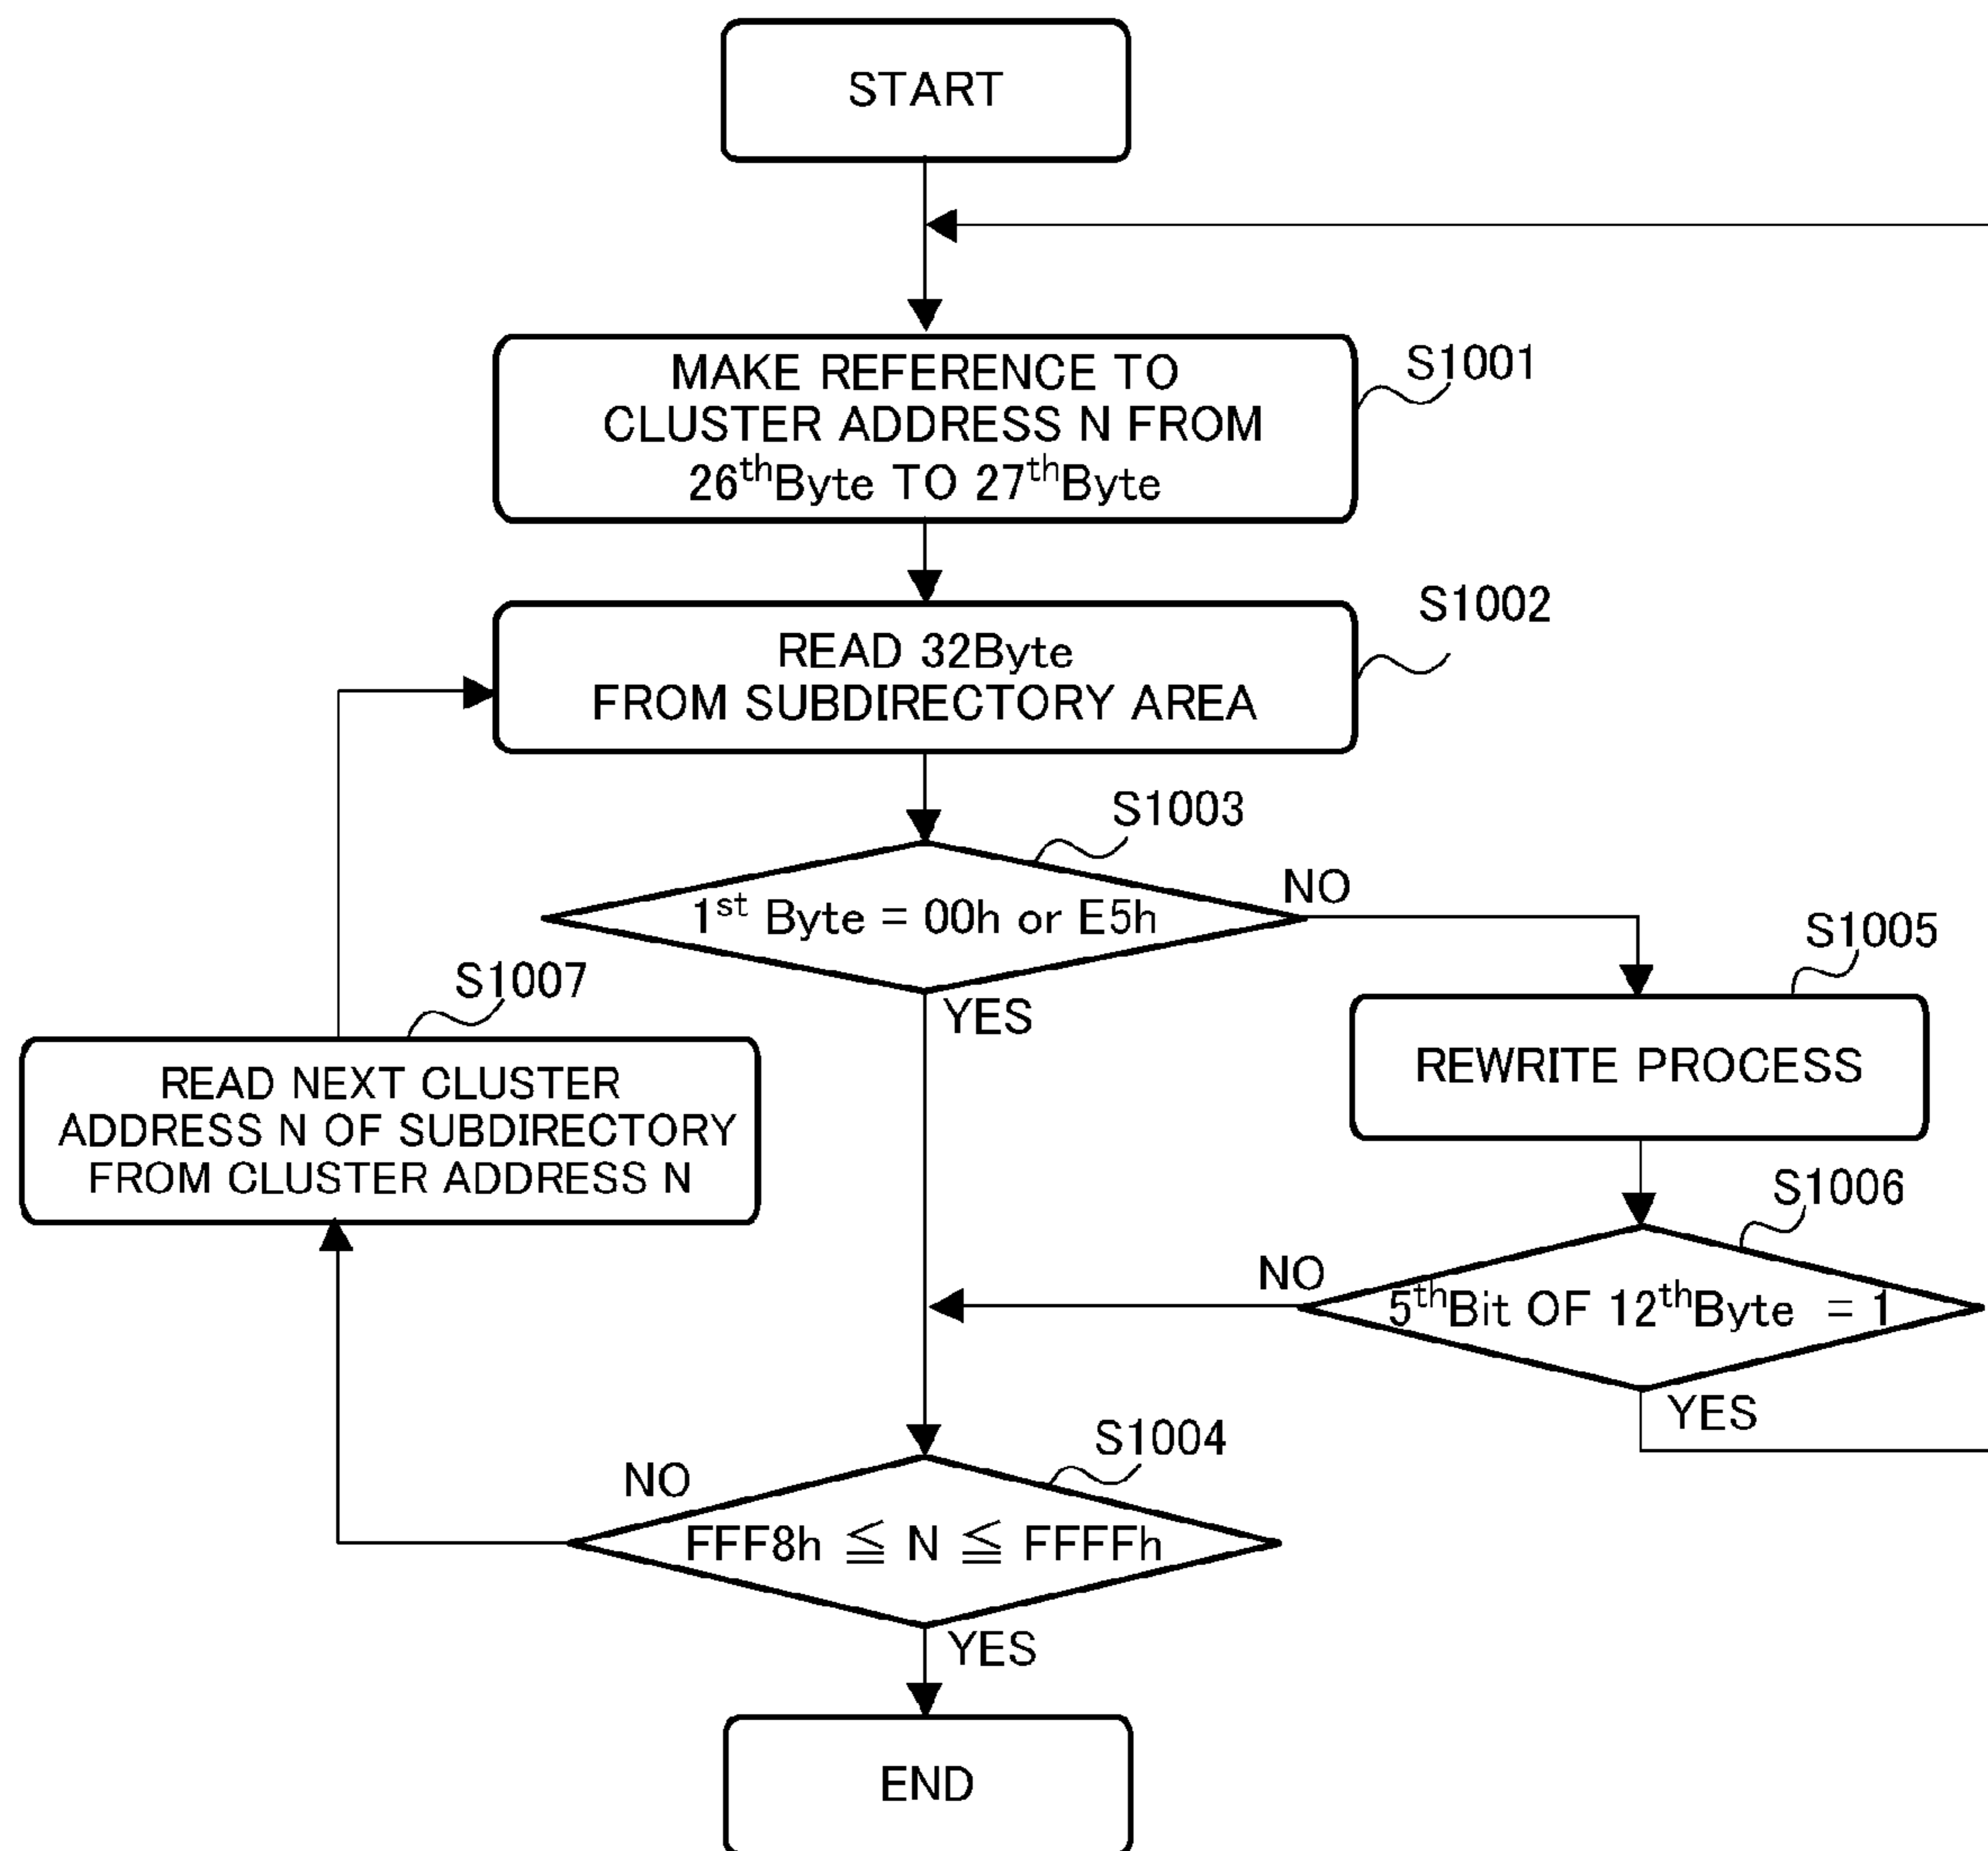 START
MAKE REFERENCE TO
CLUSTER ADDRESS N FROM
26thByte TO 27thByte
S1001
READ 32Byte
FROM SUBDIRECTORY AREA
S1002
1st Byte = 00h or E5h
S1003
NO
YES
S1005
REWRITE PROCESS
S1007
READ NEXT CLUSTER
ADDRESS N OF SUBDIRECTORY
FROM CLUSTER ADDRESS N
S1006
5thBit OF 12thByte = 1
NO
YES
S1004
FFF8h ≦ N ≦ FFFFh
NO
YES
END